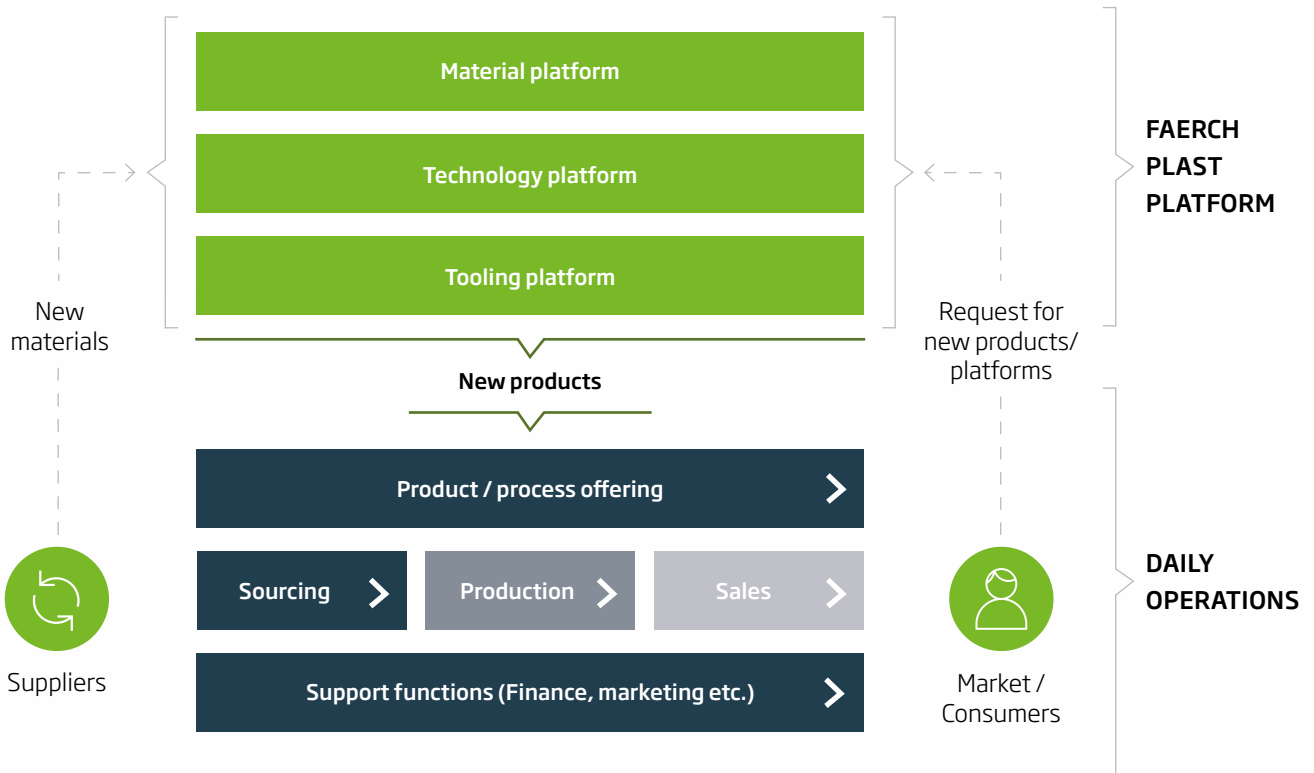 Material platform
Technology platform
Tooling platform
FAERCH
PLAST
PLATFORM
New
materials
Request for
new products/
platforms
New products
Product / process offering
Sourcing
Production
Sales
Support functions (Finance, marketing etc.)
Suppliers
Market /
Consumers
DAILY
OPERATIONS